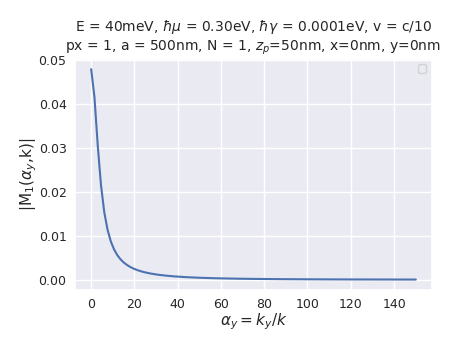 E = 40meV, ħμ = 0.30eV, ħγ = 0.0001eV, v = c/10
px = 1, a = 500nm, N = 1, z_p=50nm, x=0nm, y=0nm
0.05
0.04
0.03
0.02
0.01
0.00
|M₁(α_y,k)|
0 20 40 60 80 100 120 140
α_y = k_y/k